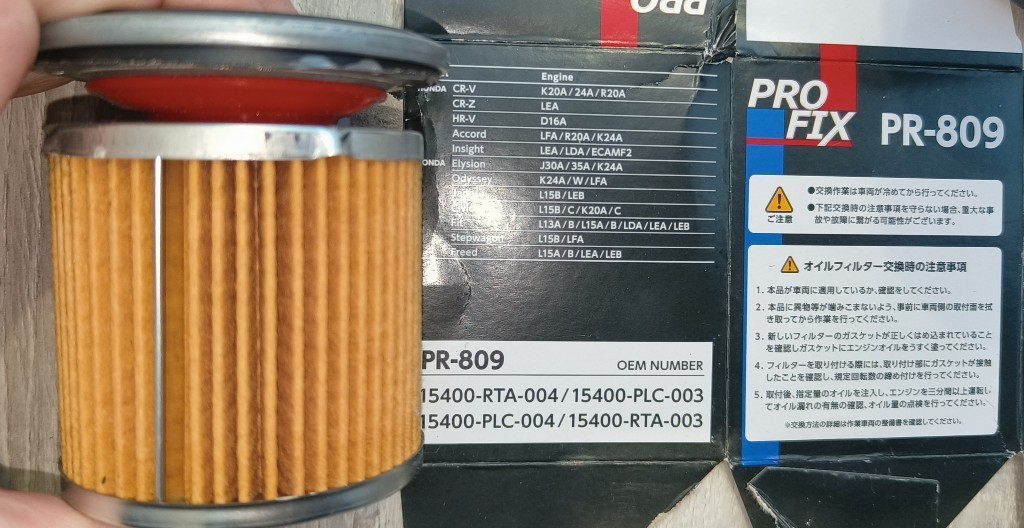 PRO
Engine
HONDA CR-V K20A/24A/R20A
CR-Z LEA
HR-V D16A
Accord LFA/R20A/K24A
Insight LEA/LDA/ECAMF2
Elysion J30A/35A/K24A
Odyssey K24A/W/LFA
L15B/LEB
L15B/C/K20A/C
L13A/B/L15A/B/LDA/LEA/LEB
Stepwagon L15B/LFA
Freed L15A/B/LEA/LEB
PR-809 OEM NUMBER
15400-RTA-004/15400-PLC-003
15400-PLC-004/15400-RTA-003
PRO
FIX PR-809
ご注意
●交換作業は車両が冷めてから行ってください。
●下記交換時の注意事項を守らない場合、重大な事
故や故障に繋がる可能性がございます。
オイルフィルター交換時の注意事項
1. 本品が車両に適用しているか、確認をしてください。
2. 本品に異物等が噛みこまないよう、事前に車両側の取付面を拭
き取ってから作業を行ってください。
3. 新しいフィルターのガスケットが正しくはめ込まれていること
を確認しガスケットにエンジンオイルをうすく塗ってください。
4. フィルターを取り付ける際には、取り付け部にガスケットが接触
したことを確認し、規定回転数の締め付けを行ってください。
5. 取付後、指定量のオイルを注入し、エンジンを三分間以上運転し
てオイル漏れの有無の確認、オイル量の点検を行ってください。
※交換方法の詳細は作業車両の整備書を確認してください。